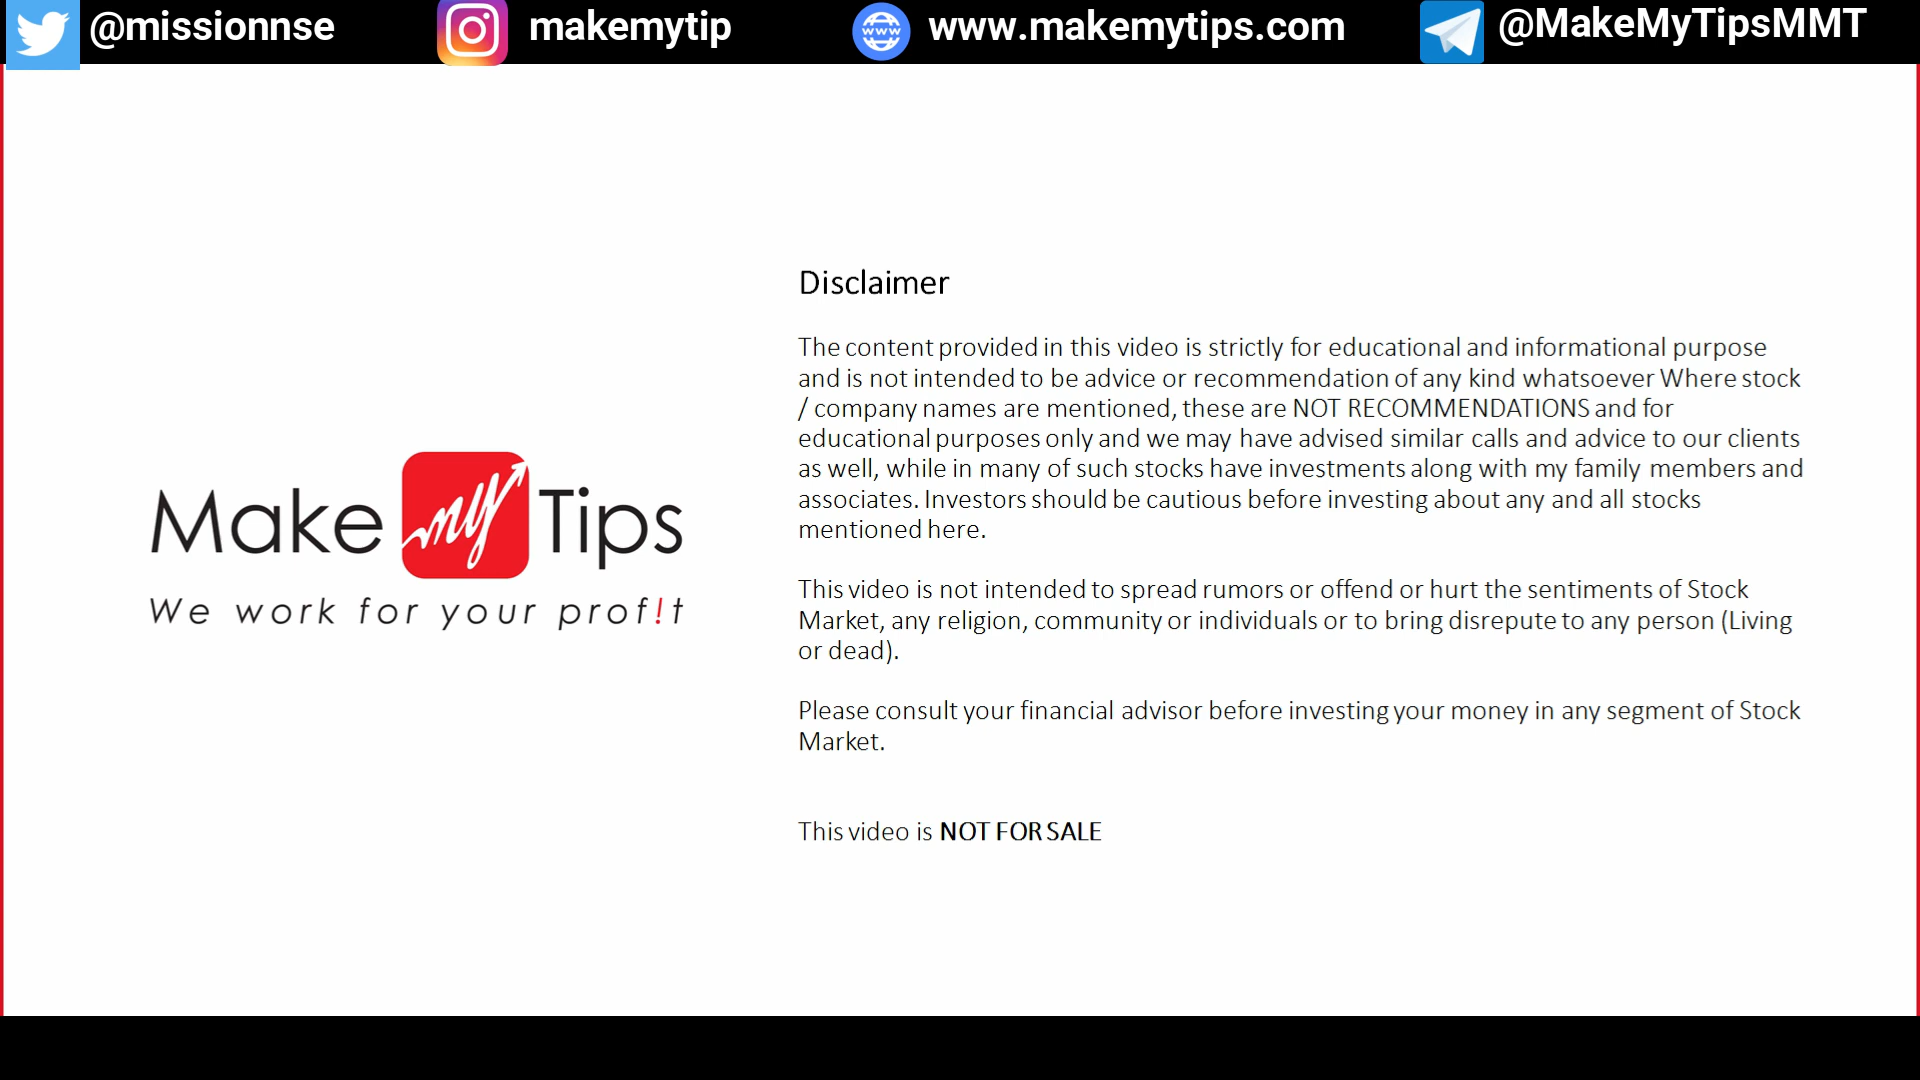 @missionnse
makemytip
www.makemytips.com
@MakeMyTipsMMT
Make my Tips
We work for your prof!t
Disclaimer
The content provided in this video is strictly for educational and informational purpose
and is not intended to be advice or recommendation of any kind whatsoever Where stock
/ company names are mentioned, these are NOT RECOMMENDATIONS and for
educational purposes only and we may have advised similar calls and advice to our clients
as well, while in many of such stocks have investments along with my family members and
associates. Investors should be cautious before investing about any and all stocks
mentioned here.
This video is not intended to spread rumors or offend or hurt the sentiments of Stock
Market, any religion, community or individuals or to bring disrepute to any person (Living
or dead).
Please consult your financial advisor before investing your money in any segment of Stock
Market.
This video is NOT FOR SALE